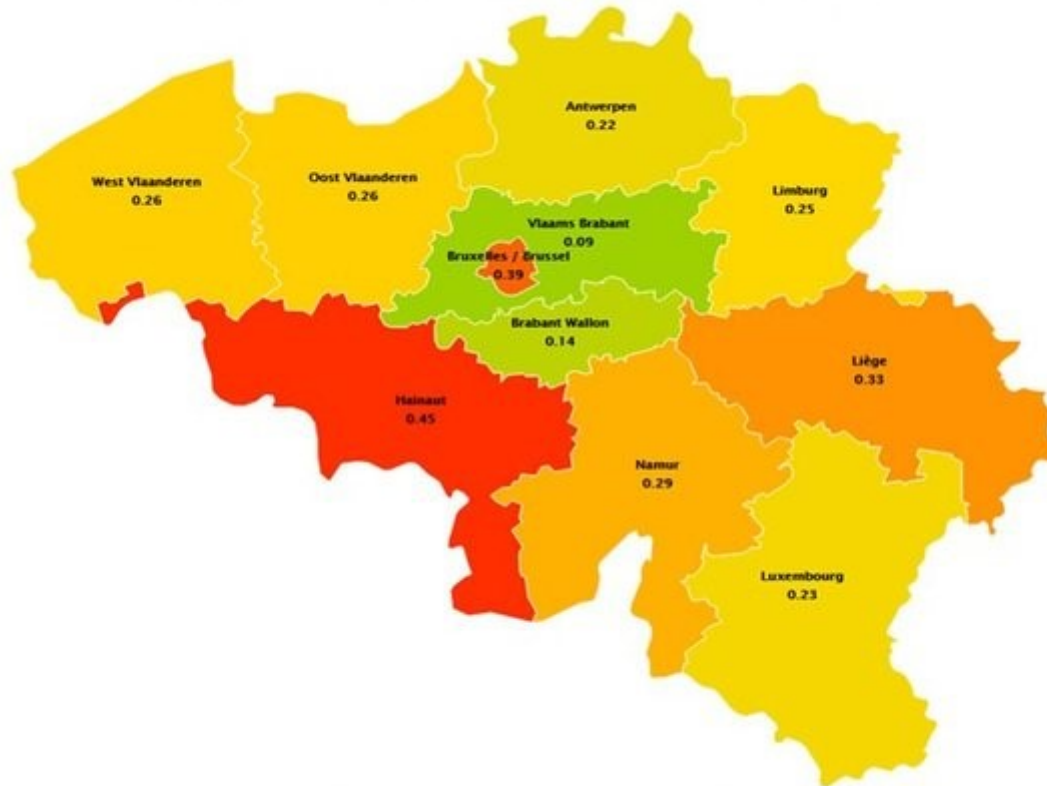 Antwerpen
0.22
West Vlaanderen
0.26
Oost Vlaanderen
0.26
Limburg
0.25
Vlaams Brabant
0.09
Bruxelles / Brussel
0.39
Brabant Wallon
0.14
Liège
0.33
Hainaut
0.45
Namur
0.29
Luxembourg
0.23